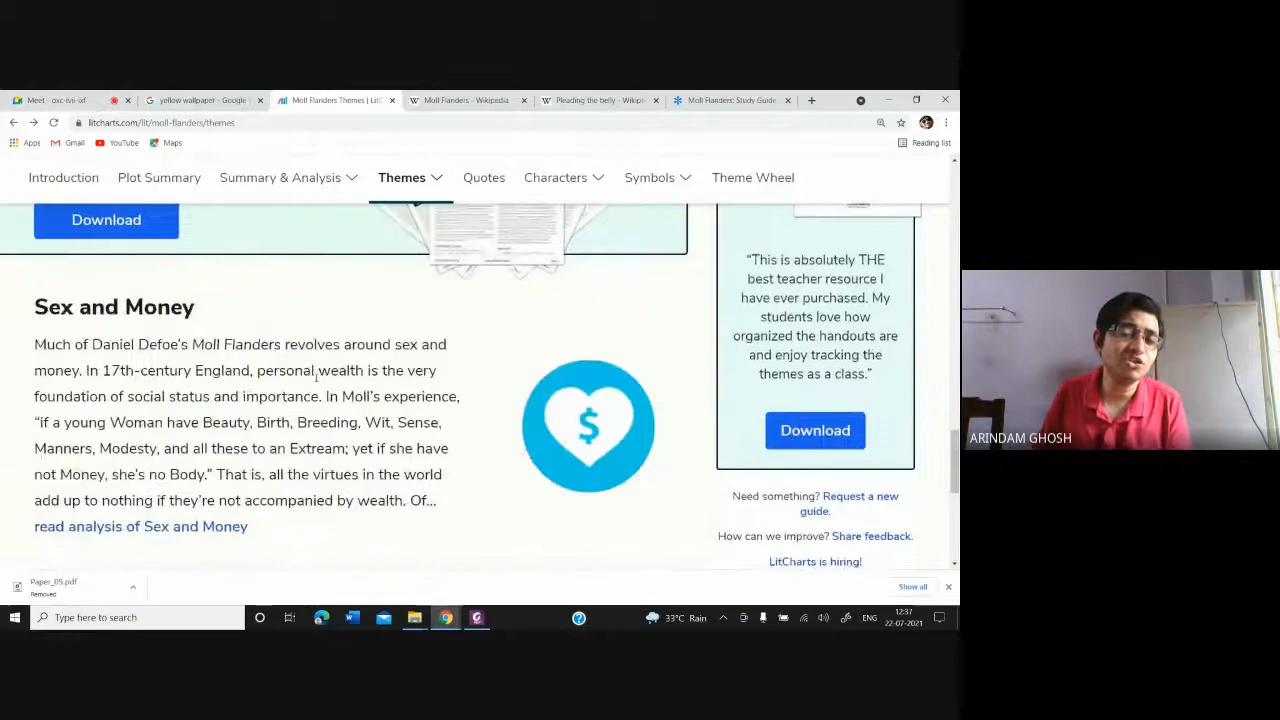 Meet - oxc-ivii-ixf
yellow wallpaper - Google
Moll Flanders Themes | LitC
Moll Flanders - Wikipedia
Pleading the belly - Wikip
Moll Flanders: Study Guide
litcharts.com/lit/moll-flanders/themes
Apps Gmail YouTube Maps
Reading list
Introduction Plot Summary Summary & Analysis Themes Quotes Characters Symbols Theme Wheel
Download
Sex and Money
Much of Daniel Defoe's Moll Flanders revolves around sex and
money. In 17th-century England, personal wealth is the very
foundation of social status and importance. In Moll's experience,
“if a young Woman have Beauty, Birth, Breeding, Wit, Sense,
Manners, Modesty, and all these to an Extream; yet if she have
not Money, she's no Body.” That is, all the virtues in the world
add up to nothing if they're not accompanied by wealth. Of...
read analysis of Sex and Money
$
“This is absolutely THE
best teacher resource I
have ever purchased. My
students love how
organized the handouts are
and enjoy tracking the
themes as a class.”
Download
Need something? Request a new
guide.
How can we improve? Share feedback.
LitCharts is hiring!
ARINDAM GHOSH
Paper_05.pdf
Removed
Show all
Type here to search
33°C Rain
ENG
12:37
22-07-2021